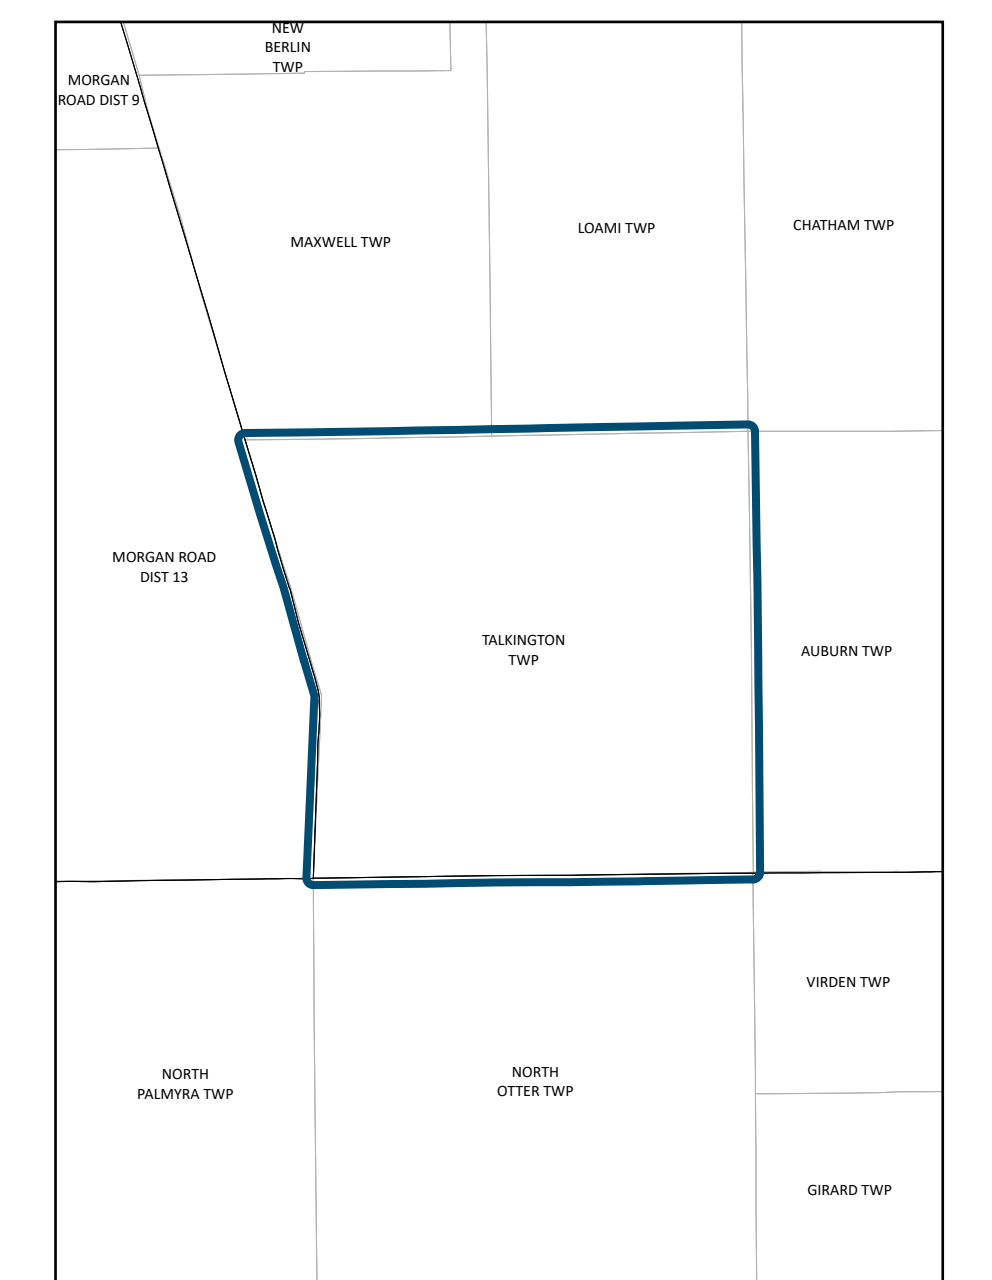 NEW
BERLIN
TWP
MORGAN
ROAD DIST 9
MAXWELL TWP
LOAMI TWP
CHATHAM TWP
MORGAN ROAD
DIST 13
TALKINGTON
TWP
AUBURN TWP
VIRDEN TWP
NORTH
PALMYRA TWP
NORTH
OTTER TWP
GIRARD TWP